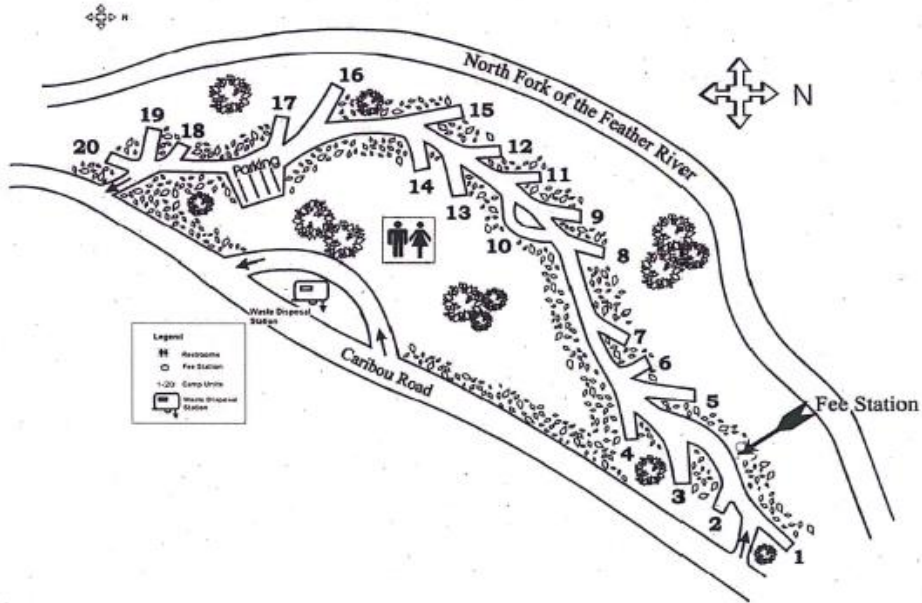 N
North Fork of the Feather River
N
16
15
17
19
18
20
Parking
14
13
12
11
10
9
8
7
6
5
4
3
2
1
Fee Station
Waste Disposal
Station
Caribou Road
Legend
Restrooms
Fee Station
1-20 Camp Units
Waste Disposal
Station